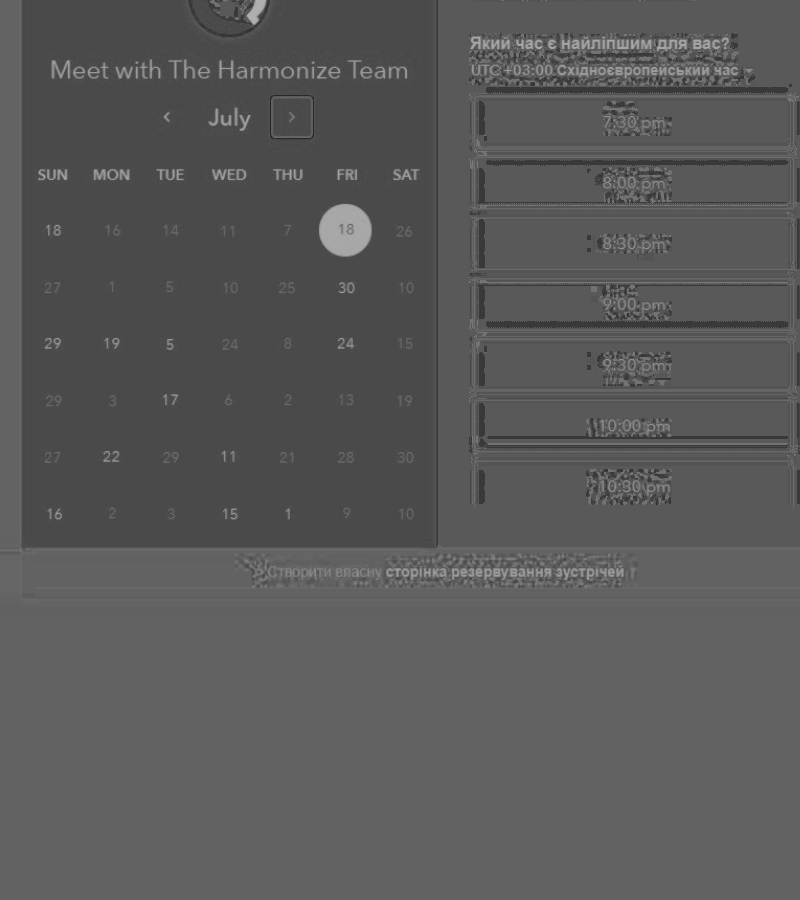 Meet with The Harmonize Team
July
SUN MON TUE WED THU FRI SAT
18 16 14 11 7 18 26
27 1 5 10 25 30 10
29 19 5 24 8 24 15
29 3 17 6 2 13 19
27 22 29 11 21 28 30
16 2 3 15 1 9 10
Який час є найліпшим для вас?
UTC +03:00 Східноєвропейський час
7:30 pm
8:00 pm
8:30 pm
9:00 pm
9:30 pm
10:00 pm
10:30 pm
Створити власну сторінка резервування зустрічей